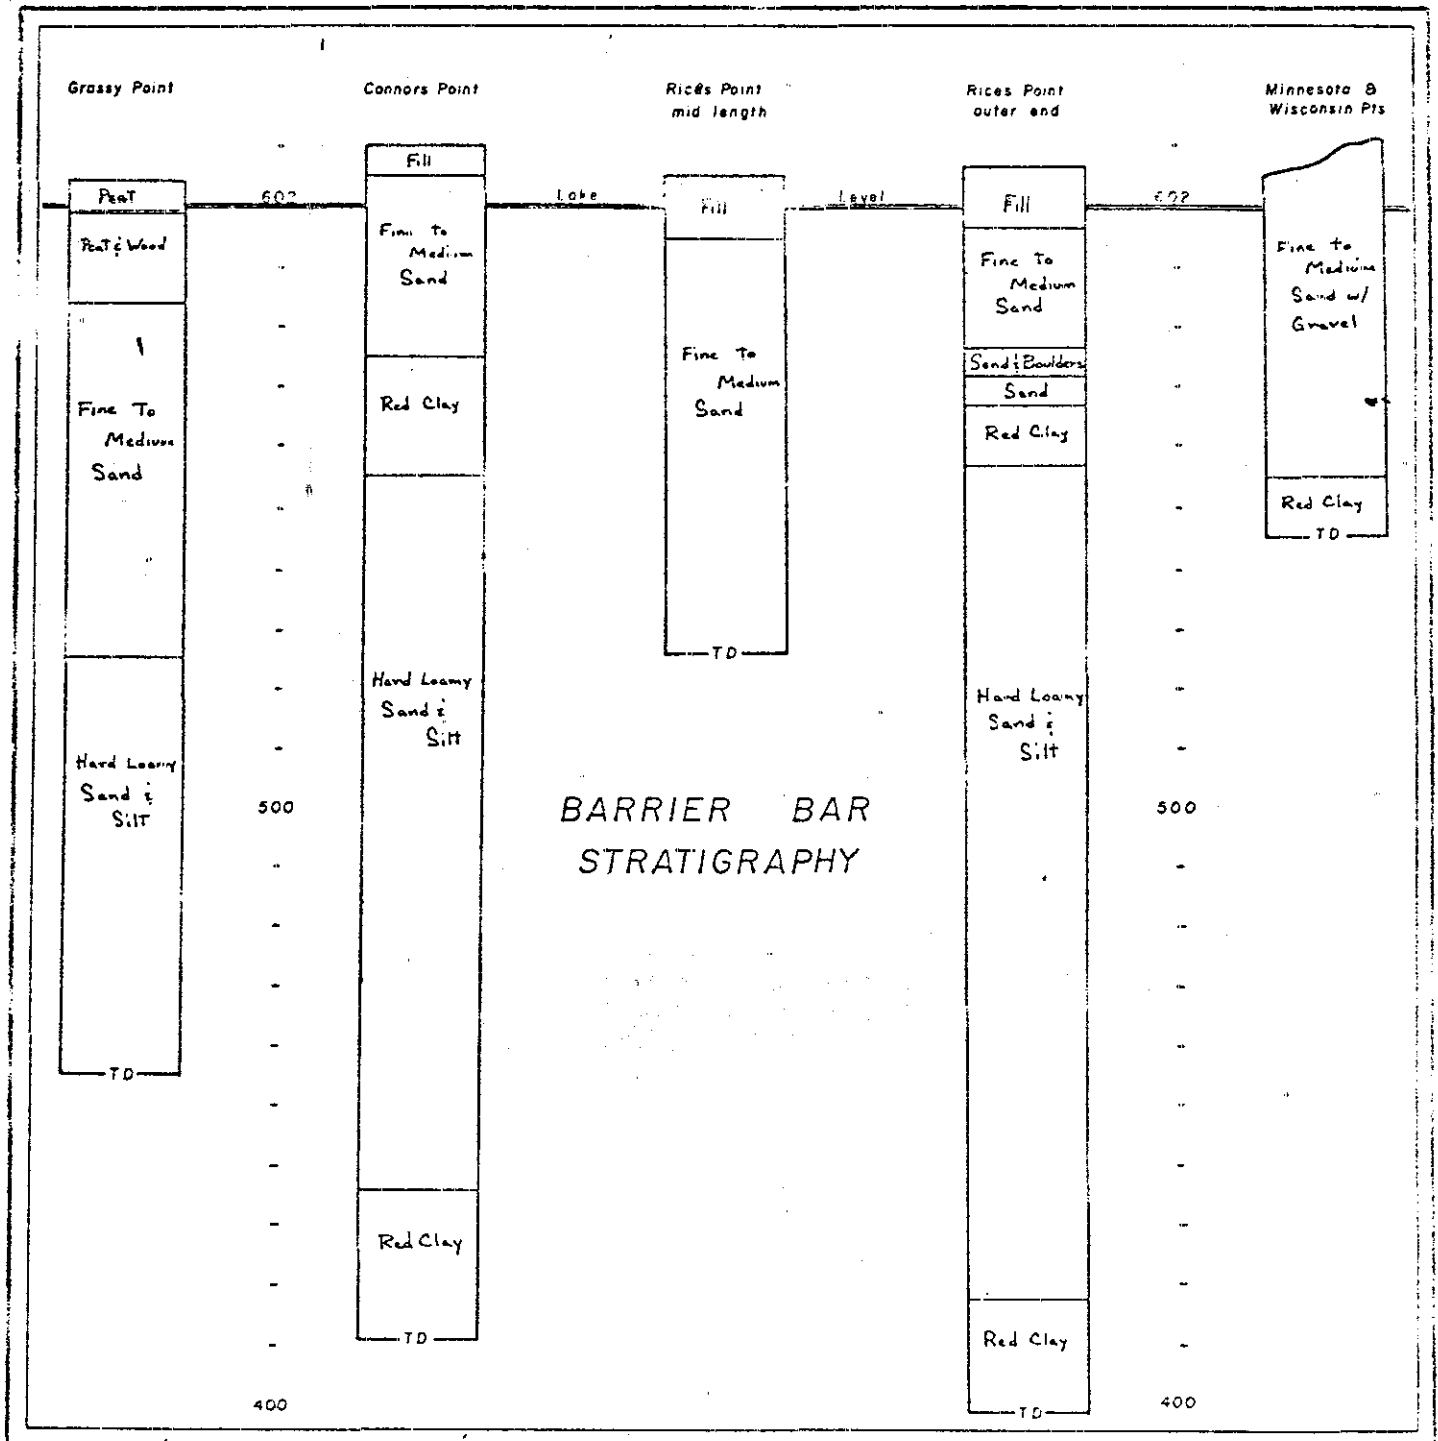 Grassy Point
Connors Point
Rices Point
mid length
Rices Point
outer end
Minnesota &
Wisconsin Pts
Peat
Peat & Wood
Fine To
Medium
Sand
Hard Loamy
Sand &
Silt
TD
602
500
400
Fill
Fine To
Medium
Sand
Red Clay
Hard Loamy
Sand &
Silt
Red Clay
TD
Lake
Level
Fill
Fine To
Medium
Sand
TD
BARRIER BAR
STRATIGRAPHY
Fill
Fine To
Medium
Sand
Sand & Boulders
Sand
Red Clay
Hard Loamy
Sand &
Silt
Red Clay
TD
602
500
400
Fine to
Medium
Sand w/
Gravel
Red Clay
TD